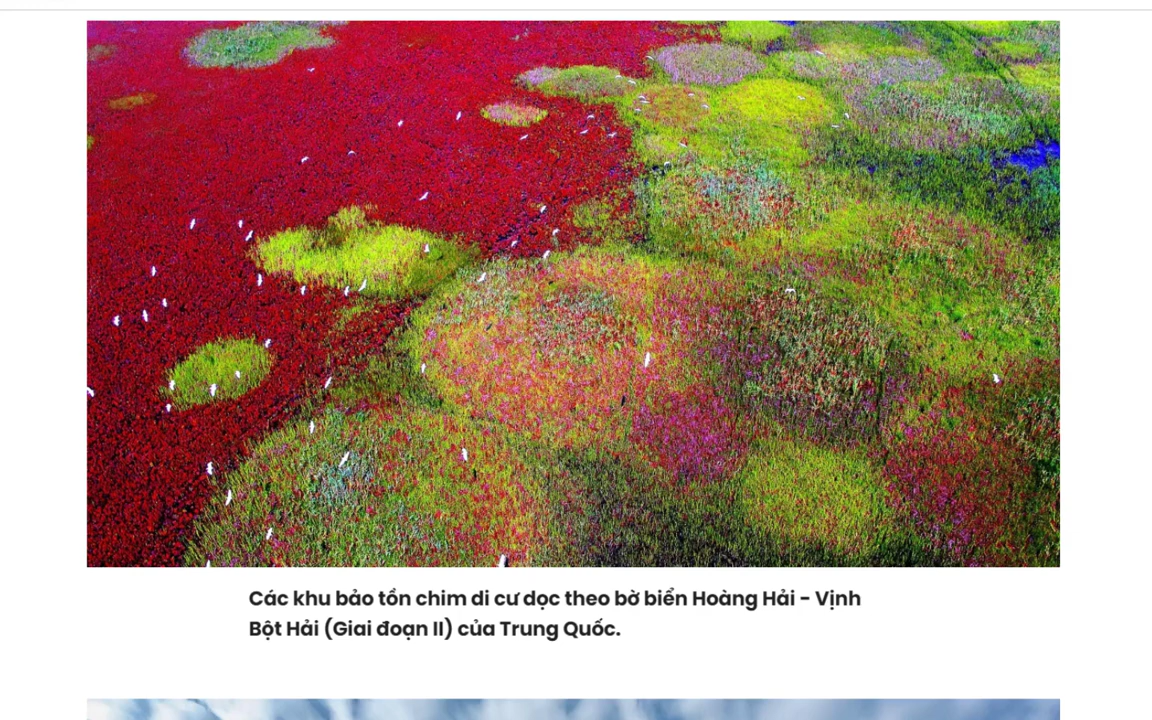 Các khu bảo tồn chim di cư dọc theo bờ biển Hoàng Hải - Vịnh
Bột Hải (Giai đoạn II) của Trung Quốc.